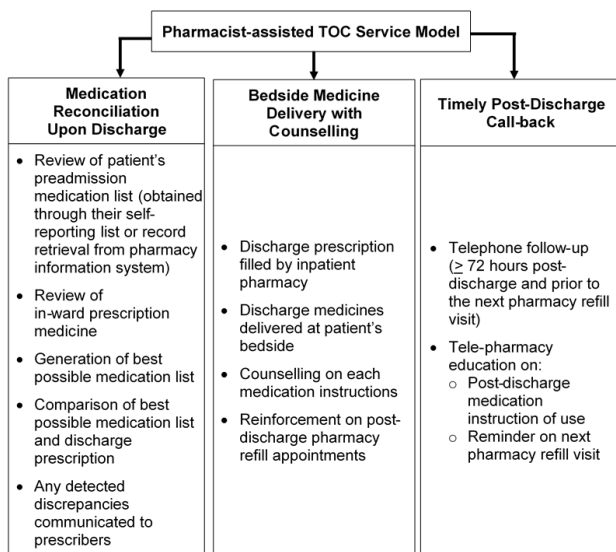 Pharmacist-assisted TOC Service Model
Medication
Reconciliation
Upon Discharge
• Review of patient's
preadmission
medication list (obtained
through their self-
reporting list or record
retrieval from pharmacy
information system)
• Review of
in-ward prescription
medicine
• Generation of best
possible medication list
• Comparison of best
possible medication list
and discharge
prescription
• Any detected
discrepancies
communicated to
prescribers
Bedside Medicine
Delivery with
Counselling
• Discharge prescription
filled by inpatient
pharmacy
• Discharge medicines
delivered at patient's
bedside
• Counselling on each
medication instructions
• Reinforcement on post-
discharge pharmacy
refill appointments
Timely Post-Discharge
Call-back
• Telephone follow-up
(≥ 72 hours post-
discharge and prior to
the next pharmacy refill
visit)
• Tele-pharmacy
education on:
o Post-discharge
medication
instruction of use
o Reminder on next
pharmacy refill visit